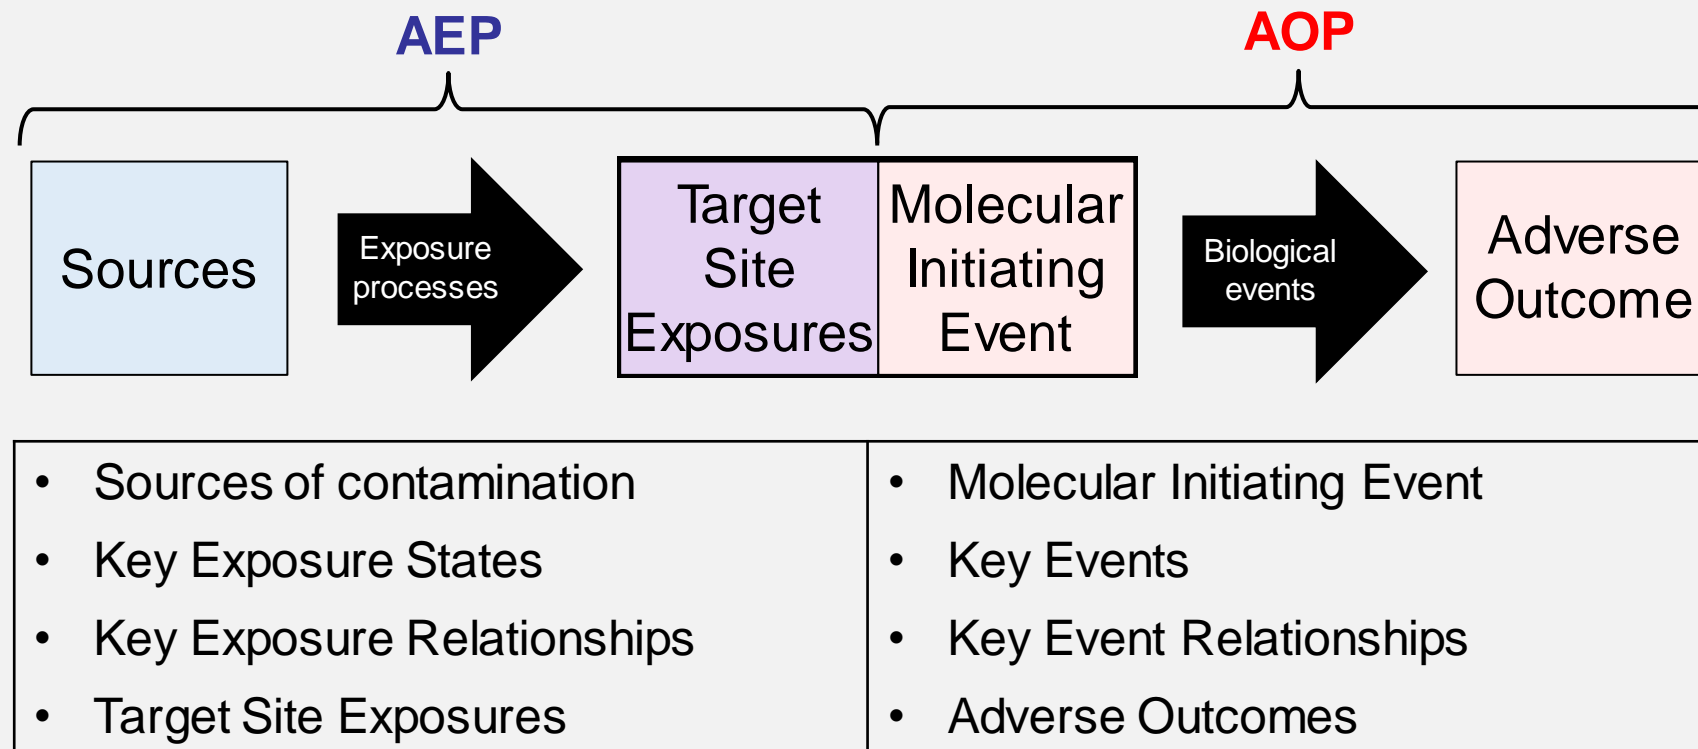 AEP
AOP
Sources
Exposure
processes
Target
Site
Exposures
Molecular
Initiating
Event
Biological
events
Adverse
Outcome
• Sources of contamination
• Key Exposure States
• Key Exposure Relationships
• Target Site Exposures
• Molecular Initiating Event
• Key Events
• Key Event Relationships
• Adverse Outcomes